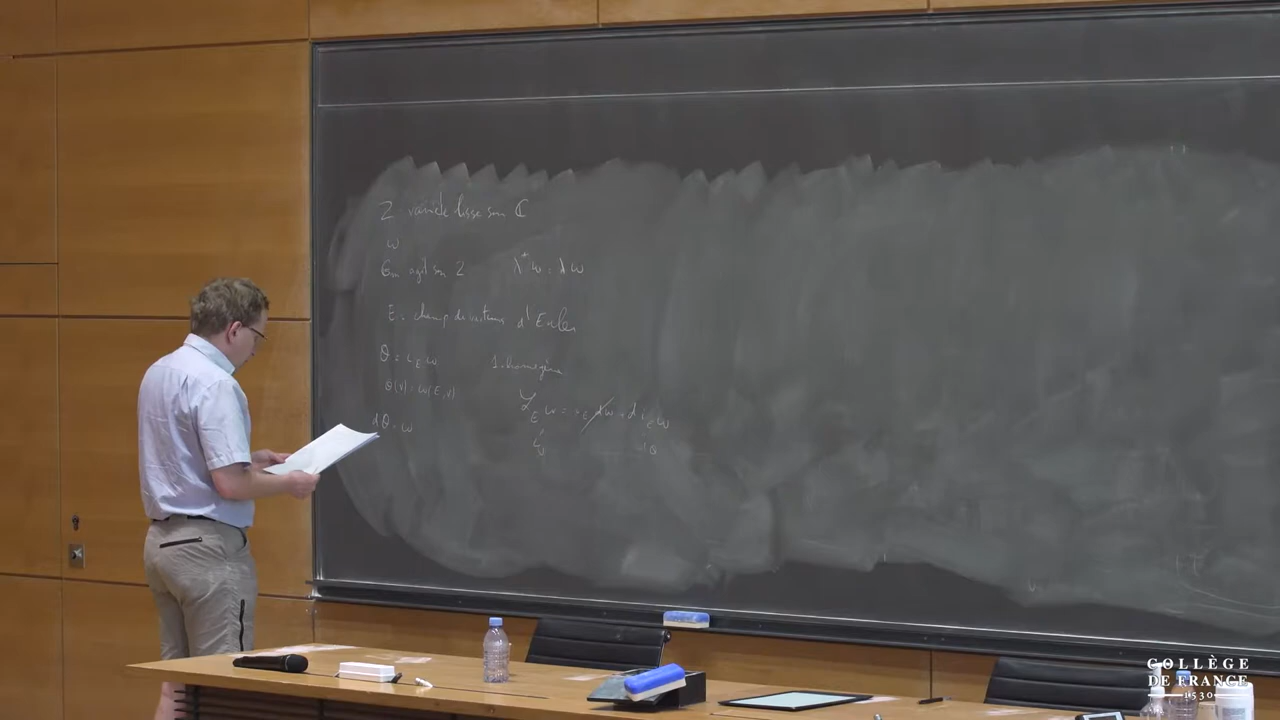 Z variété lisse sur ℂ
ω
Gm agit sur Z λ*ω = λω
E = champ de vecteurs d'Euler
θ = ι_E ω 1-homogène
θ(v) = ω(E,v)
ℒ_E ω = ι_E dω + d ι_E ω
dθ = ω
ω θ
COLLÈGE
DE FRANCE
1530